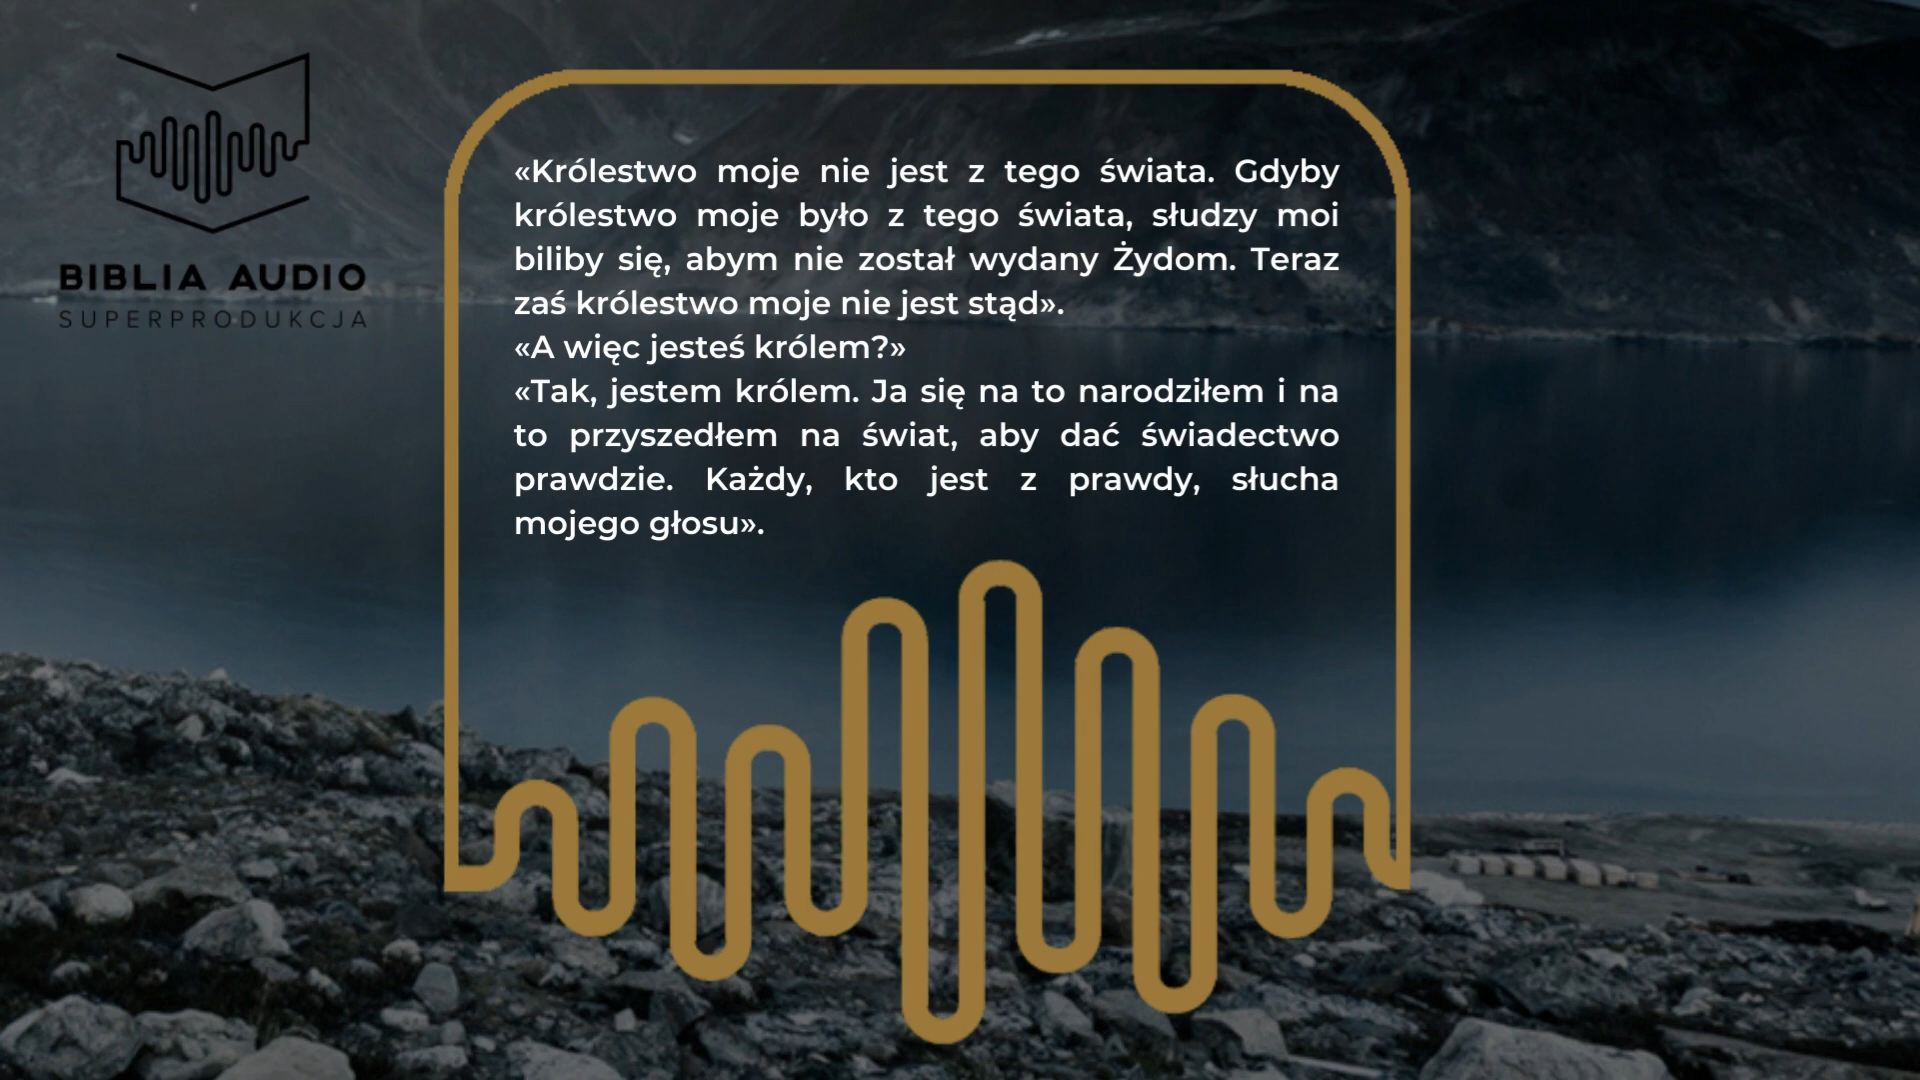 BIBLIA AUDIO
SUPERPRODUKCJA
«Królestwo moje nie jest z tego świata. Gdyby
królestwo moje było z tego świata, słudzy moi
biliby się, abym nie został wydany Żydom. Teraz
zaś królestwo moje nie jest stąd».
«A więc jesteś królem?»
«Tak, jestem królem. Ja się na to narodziłem i na
to przyszedłem na świat, aby dać świadectwo
prawdzie. Każdy, kto jest z prawdy, słucha
mojego głosu».